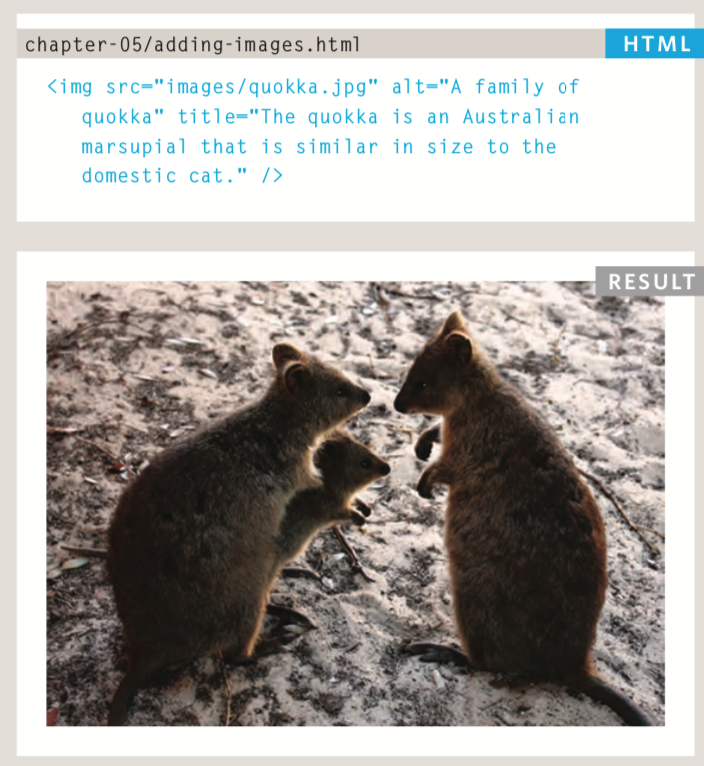 chapter-05/adding-images.html
HTML
<img src="images/quokka.jpg" alt="A family of
quokka" title="The quokka is an Australian
marsupial that is similar in size to the
domestic cat." />
RESULT